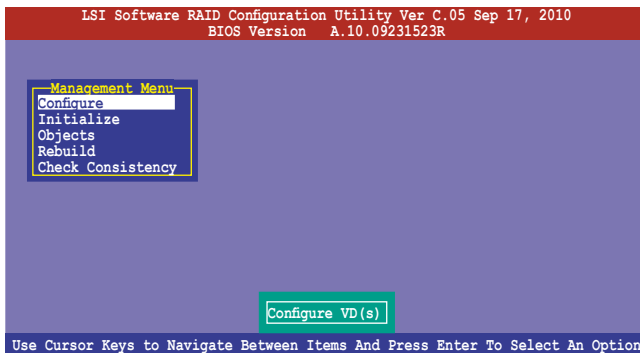 LSI Software RAID Configuration Utility Ver C.05 Sep 17, 2010
BIOS Version A.10.09231523R
Management Menu
Configure
Initialize
Objects
Rebuild
Check Consistency
Configure VD(s)
Use Cursor Keys to Navigate Between Items And Press Enter To Select An Option